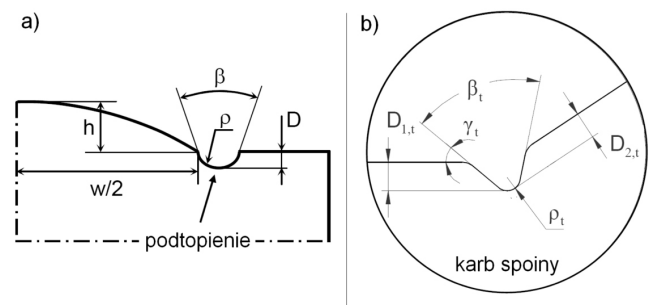 a)
β
ρ
D
h
w/2
podtopienie
b)
βt
D1,t
γt
D2,t
ρt
karb spoiny